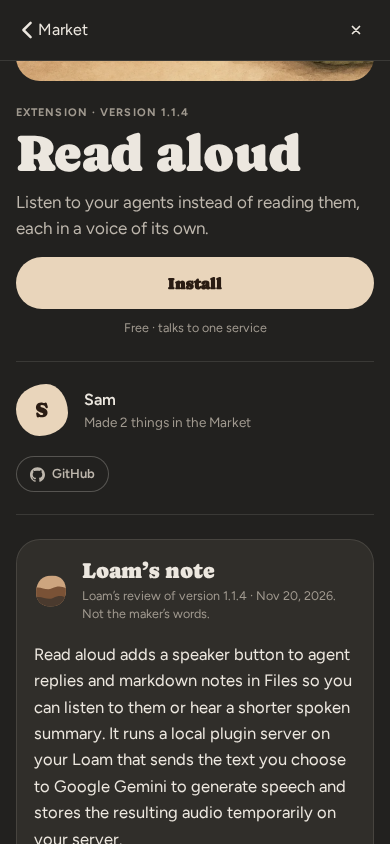 Market
EXTENSION · VERSION 1.1.4
Read aloud
Listen to your agents instead of reading them,
each in a voice of its own.
Install
Free · talks to one service
S
Sam
Made 2 things in the Market
GitHub
Loam’s note
Loam’s review of version 1.1.4 · Nov 20, 2026.
Not the maker’s words.
Read aloud adds a speaker button to agent
replies and markdown notes in Files so you
can listen to them or hear a shorter spoken
summary. It runs a local plugin server on
your Loam that sends the text you choose
to Google Gemini to generate speech and
stores the resulting audio temporarily on
your server.